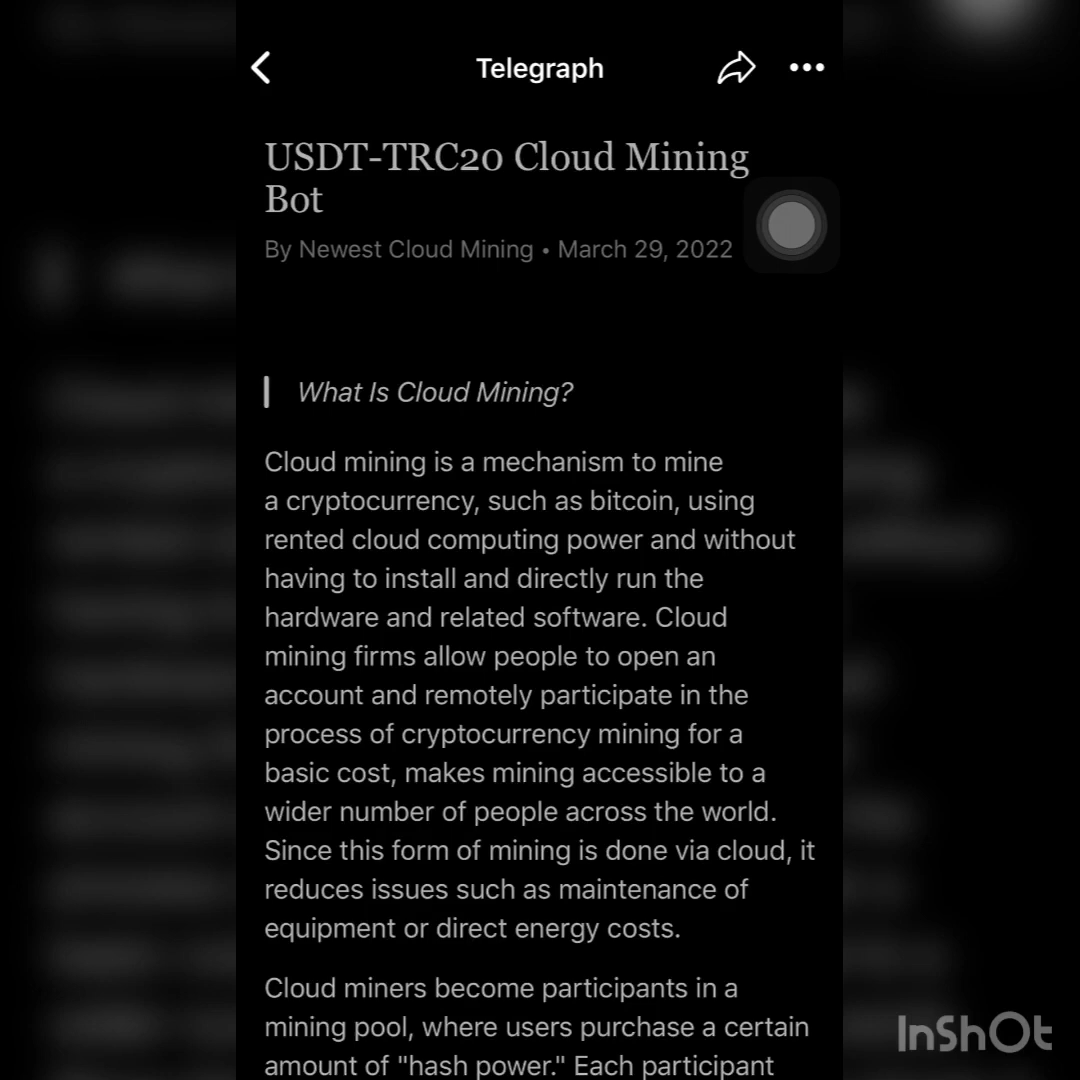 Telegraph
USDT-TRC20 Cloud Mining
Bot
By Newest Cloud Mining • March 29, 2022
What Is Cloud Mining?
Cloud mining is a mechanism to mine
a cryptocurrency, such as bitcoin, using
rented cloud computing power and without
having to install and directly run the
hardware and related software. Cloud
mining firms allow people to open an
account and remotely participate in the
process of cryptocurrency mining for a
basic cost, makes mining accessible to a
wider number of people across the world.
Since this form of mining is done via cloud, it
reduces issues such as maintenance of
equipment or direct energy costs.
Cloud miners become participants in a
mining pool, where users purchase a certain
amount of "hash power." Each participant
InShOt